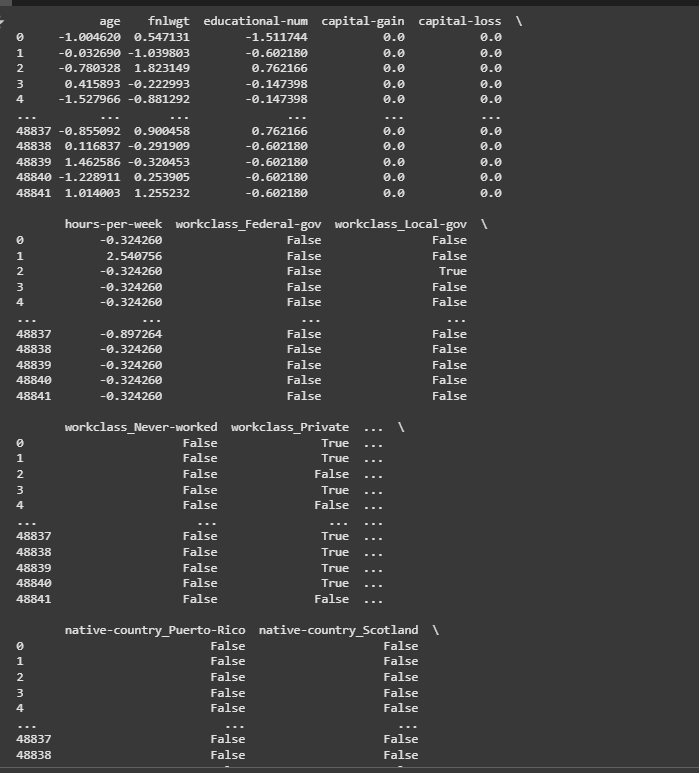 age fnlwgt educational-num capital-gain capital-loss \
0 -1.004620 0.547131 -1.511744 0.0 0.0
1 -0.032690 -1.039803 -0.602180 0.0 0.0
2 -0.780328 1.823149 0.762166 0.0 0.0
3 0.415893 -0.222993 -0.147398 0.0 0.0
4 -1.527966 -0.881292 -0.147398 0.0 0.0
... ... ... ... ... ...
48837 -0.855092 0.900458 0.762166 0.0 0.0
48838 0.116837 -0.291909 -0.602180 0.0 0.0
48839 1.462586 -0.320453 -0.602180 0.0 0.0
48840 -1.228911 0.253905 -0.602180 0.0 0.0
48841 1.014003 1.255232 -0.602180 0.0 0.0
hours-per-week workclass_Federal-gov workclass_Local-gov \
0 -0.324260 False False
1 2.540756 False False
2 -0.324260 False True
3 -0.324260 False False
4 -0.324260 False False
... ... ... ...
48837 -0.897264 False False
48838 -0.324260 False False
48839 -0.324260 False False
48840 -0.324260 False False
48841 -0.324260 False False
workclass_Never-worked workclass_Private ... \
0 False True ...
1 False True ...
2 False False ...
3 False True ...
4 False False ...
... ... ... ...
48837 False True ...
48838 False True ...
48839 False True ...
48840 False True ...
48841 False False ...
native-country_Puerto-Rico native-country_Scotland \
0 False False
1 False False
2 False False
3 False False
4 False False
... ... ...
48837 False False
48838 False False